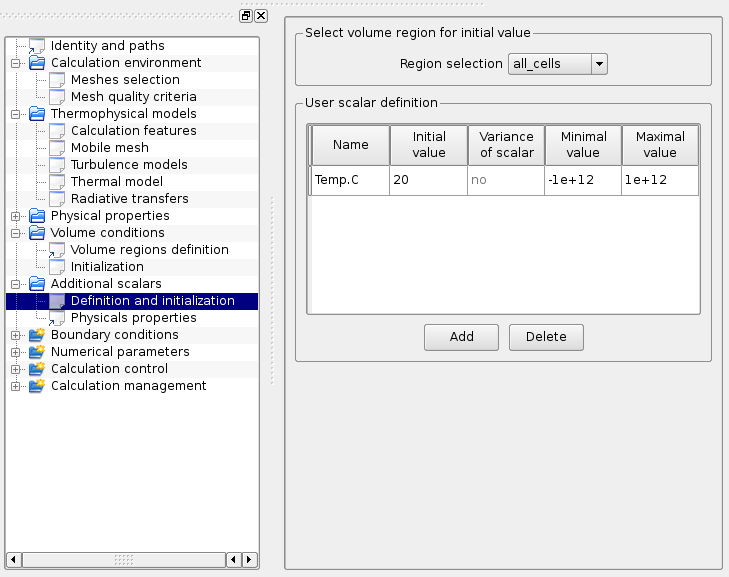 Identity and paths
Calculation environment
Meshes selection
Mesh quality criteria
Thermophysical models
Calculation features
Mobile mesh
Turbulence models
Thermal model
Radiative transfers
Physical properties
Volume conditions
Volume regions definition
Initialization
Additional scalars
Definition and initialization
Physicals properties
Boundary conditions
Numerical parameters
Calculation control
Calculation management
Select volume region for initial value
Region selection all_cells
User scalar definition
Name Initial value Variance of scalar Minimal value Maximal value
Temp.C 20 no -1e+12 1e+12
Add Delete